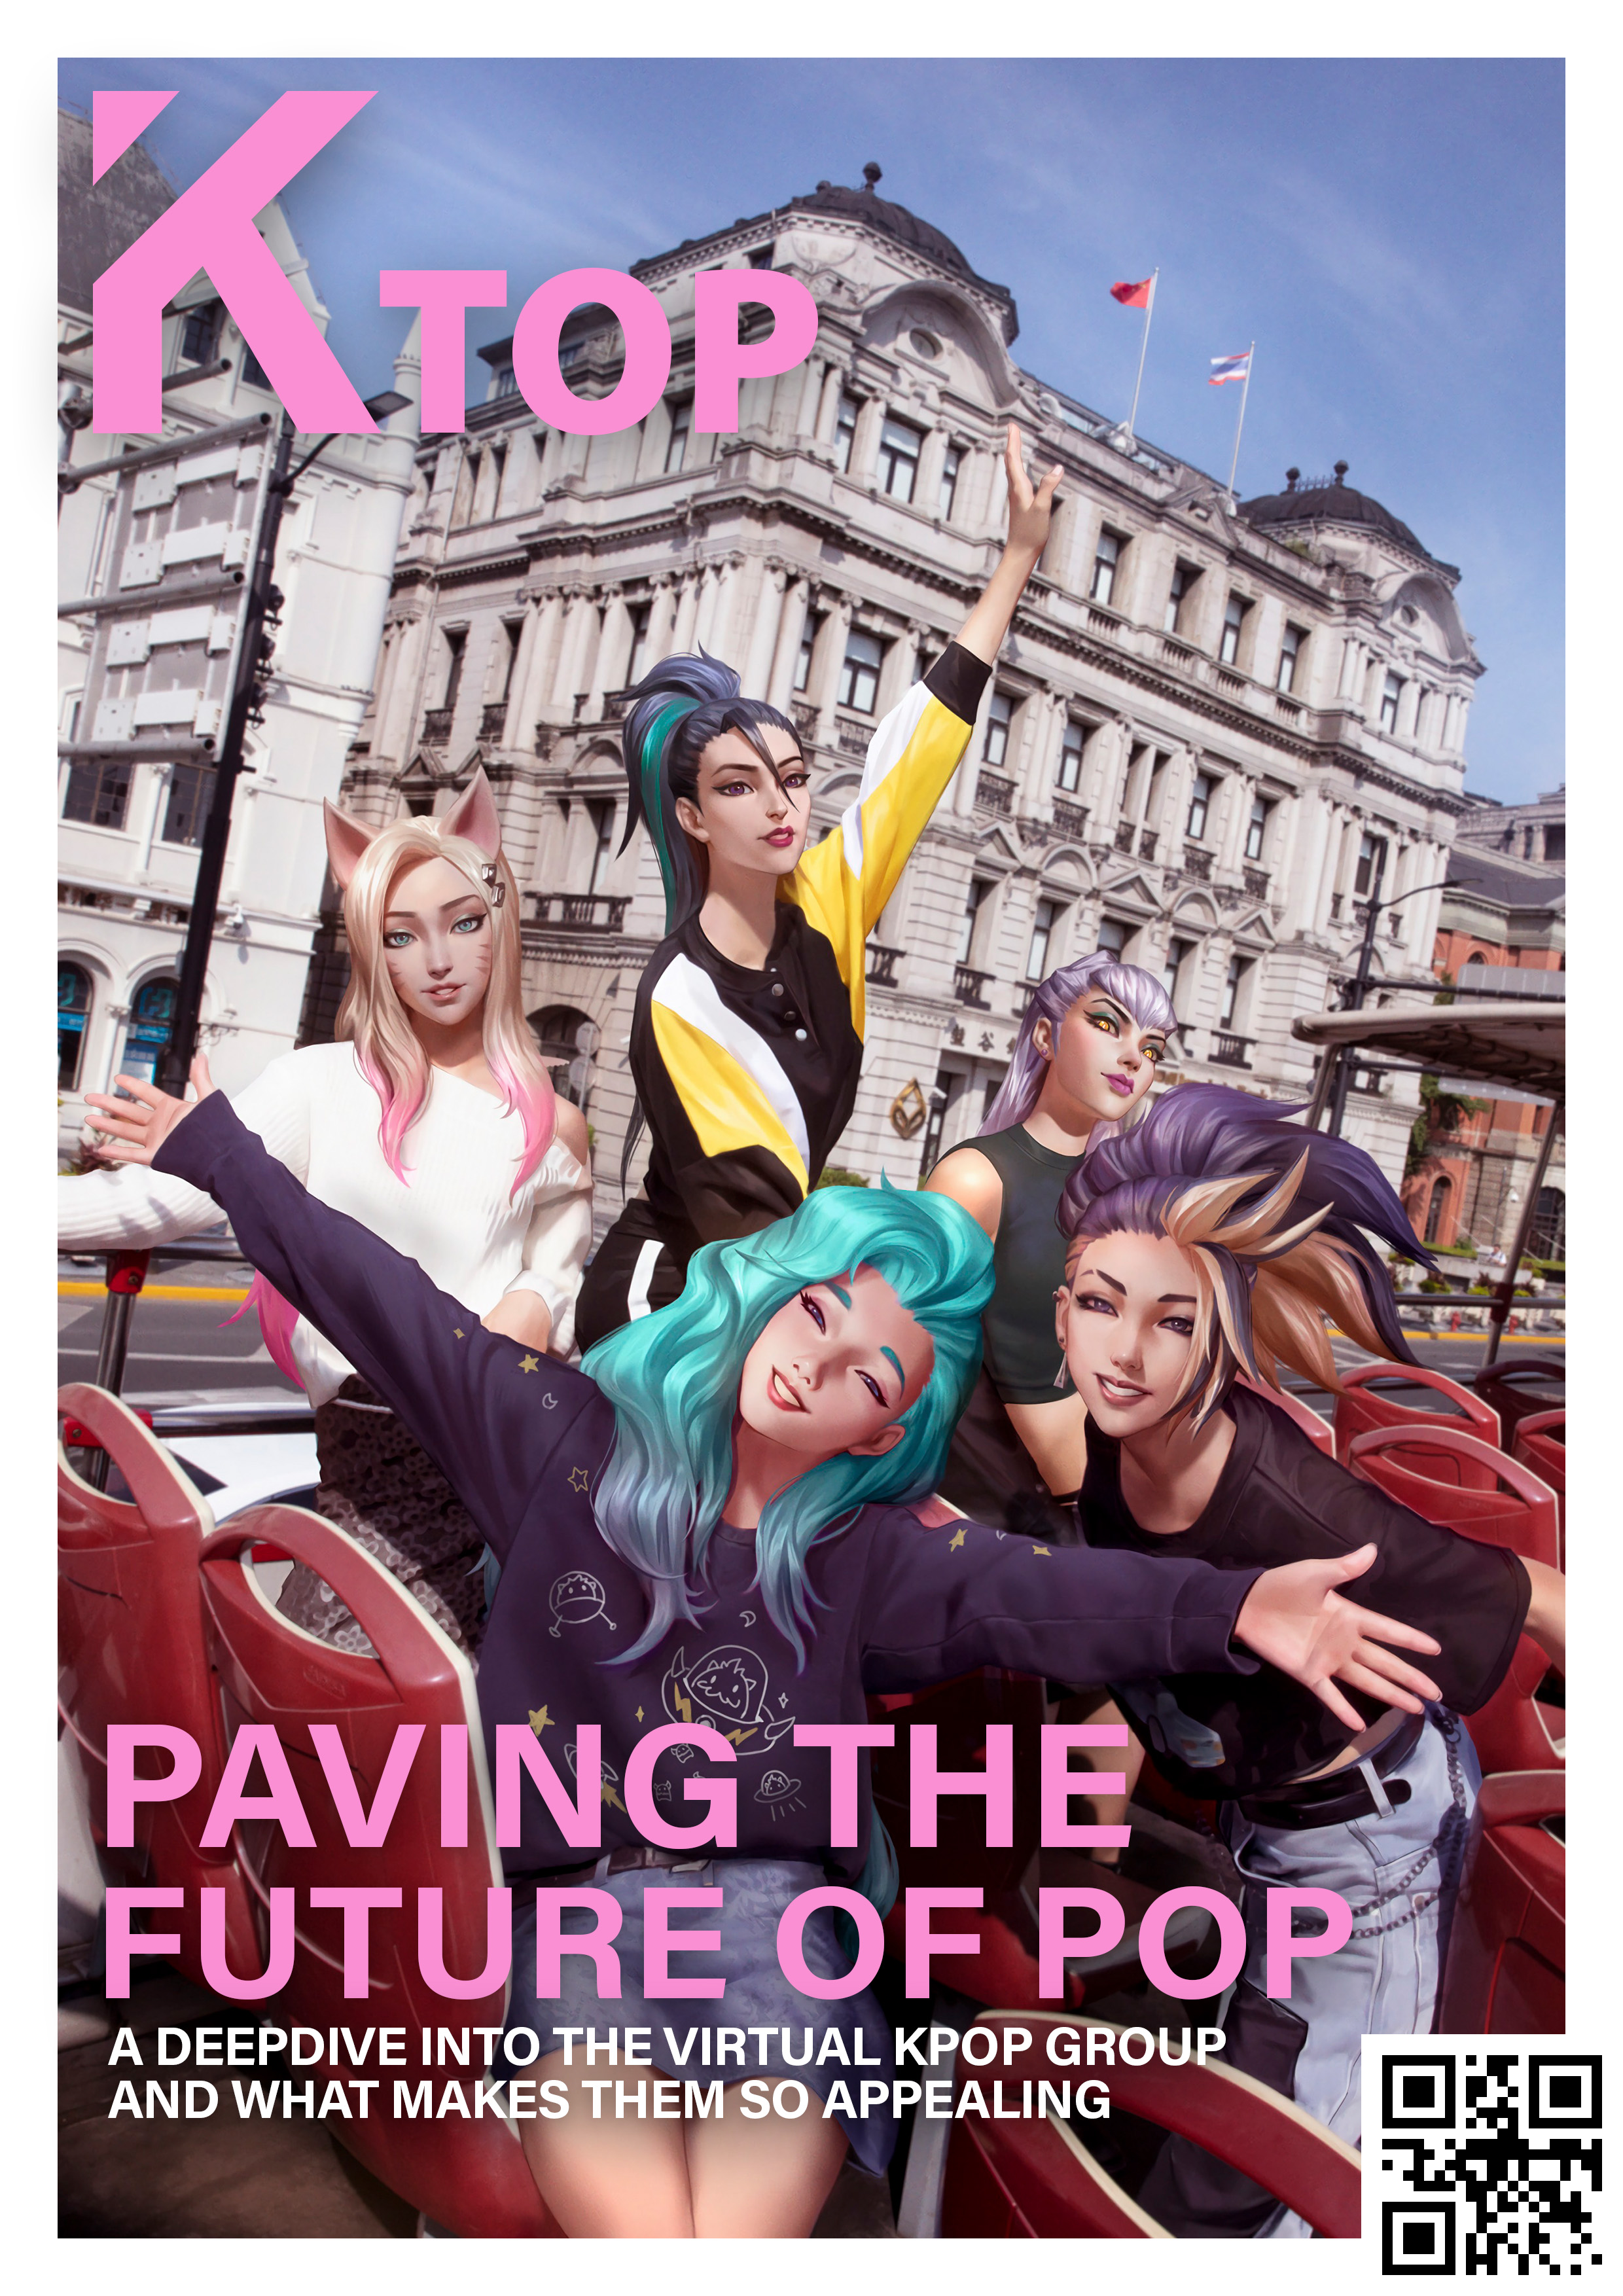 KTOP
PAVING THE
FUTURE OF POP
A DEEPDIVE INTO THE VIRTUAL KPOP GROUP
AND WHAT MAKES THEM SO APPEALING